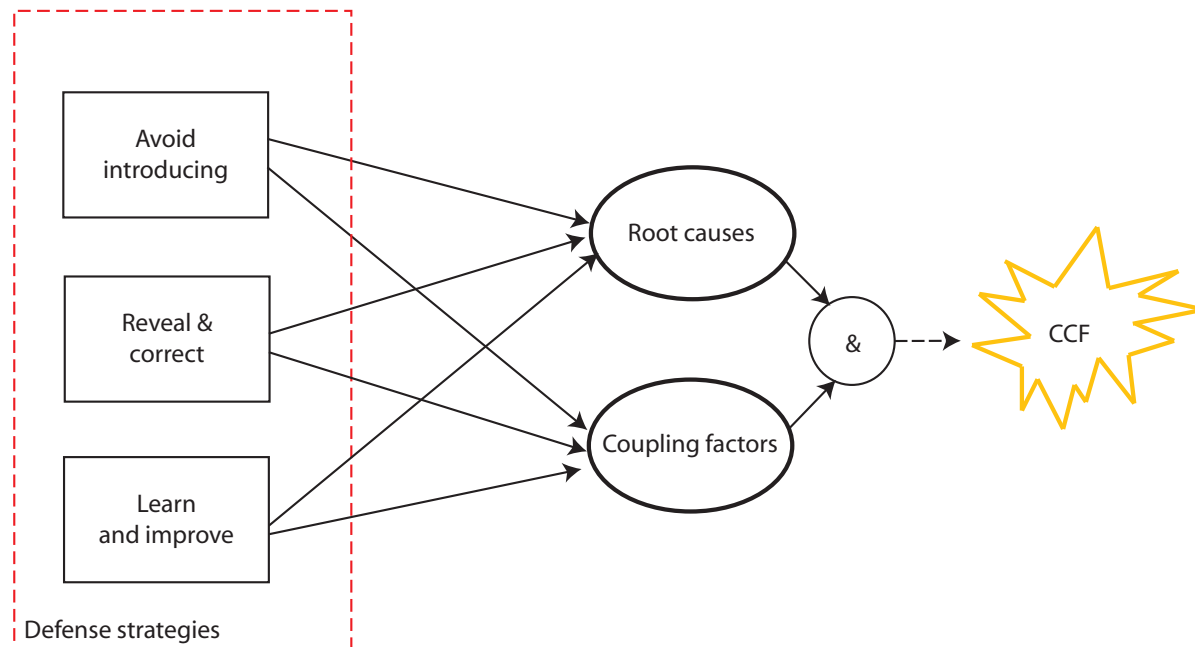 Avoid
introducing
Root causes
Reveal &
correct
&
CCF
Coupling factors
Learn
and improve
Defense strategies